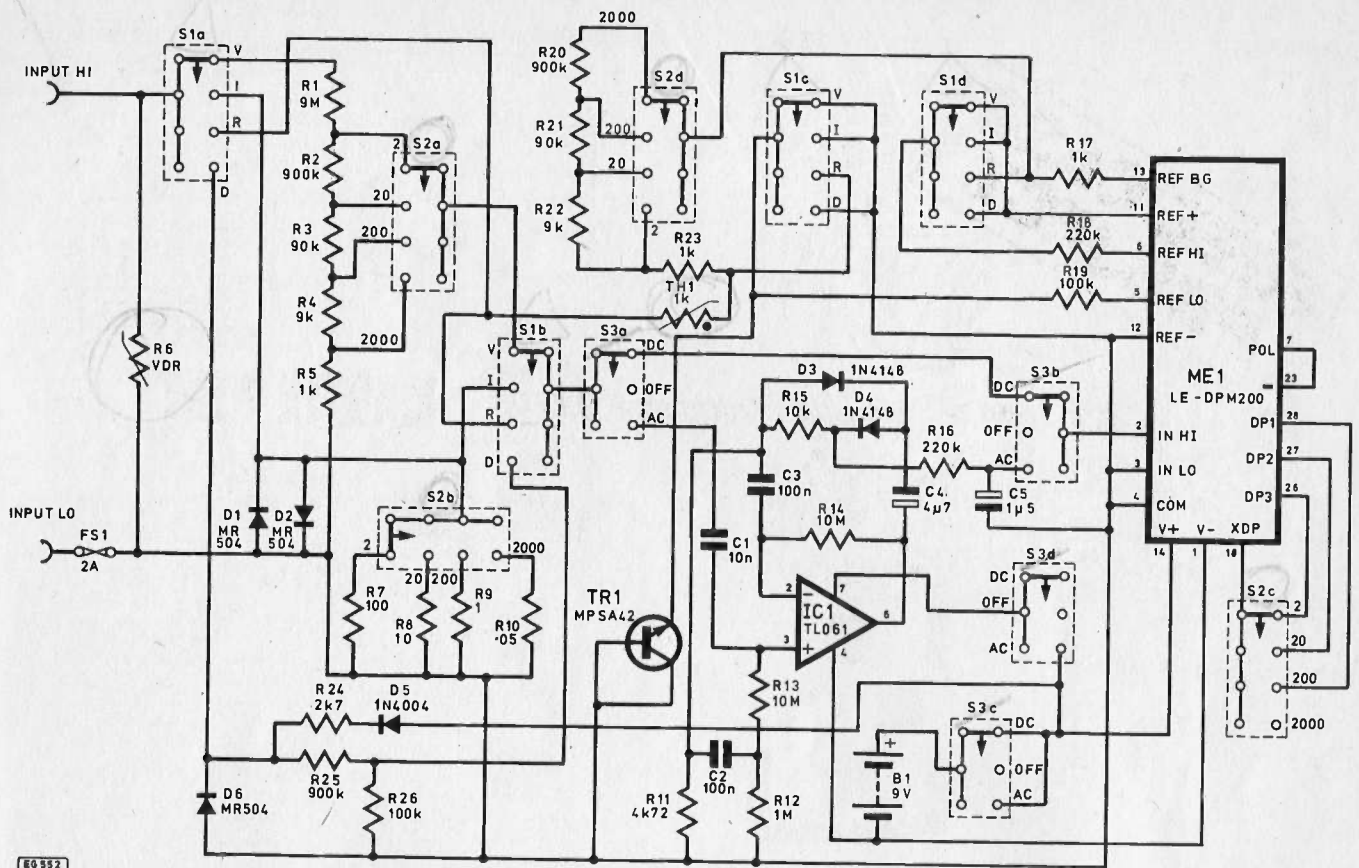 S1a
INPUT HI
V
I
R
D
R1
9M
R2
900k
R3
90k
R4
9k
R5
1k
R6
VDR
S2a
2
20
200
2000
2000
R20
900k
R21
90k
R22
9k
200
20
2
S2d
R23
1k
TH1
1k
S1c
V
I
R
D
S1d
V
I
R
D
R17
1k
R18
220k
R19
100k
13 REF BG
11 REF+
6 REF HI
5 REF LO
12 REF-
ME1
LE-DPM200
POL 7
– 23
DP1 28
DP2 27
DP3 26
2 IN HI
3 IN LO
4 COM
V+ V- XDP
14 1 18
S1b
V
I
R
D
S3a
DC
OFF
AC
S3b
DC
OFF
AC
D3
1N4148
D4
1N4148
R15
10k
R16
220k
C3
100n
C4
4µ7
C5
1µ5
R14
10M
C1
10n
INPUT LO
FS1
2A
D1
MR
504
D2
MR
504
S2b
2
20
200
2000
R7
100
R8
10
R9
1
R10
·05
TR1
MPSA42
IC1
TL061
2
–
3
+
7
6
4
S3d
DC
OFF
AC
S2c
2
20
200
2000
R13
10M
R24
2k7
D5
1N4004
R25
900k
R26
100k
D6
MR504
C2
100n
R11
4k72
R12
1M
B1
9V
+
S3c
DC
OFF
AC
EG552